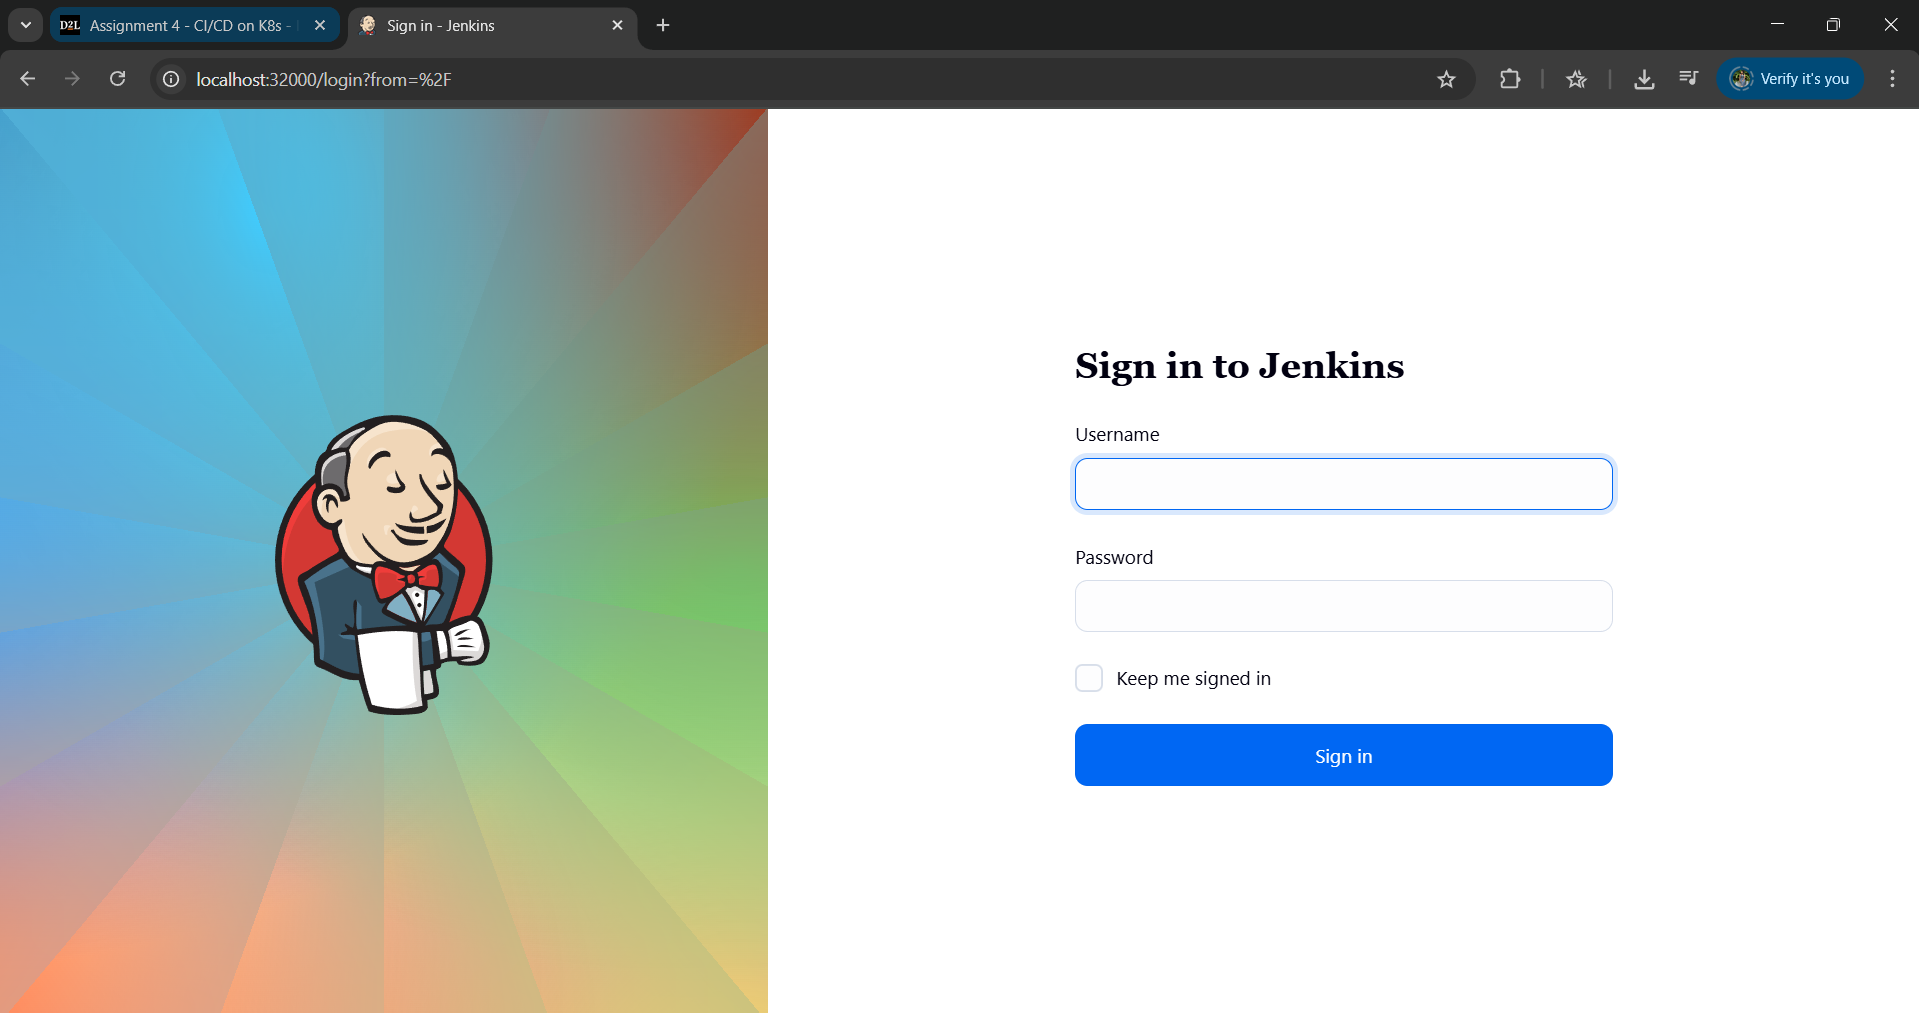 D2L Assignment 4 - CI/CD on K8s -
Sign in - Jenkins
localhost:32000/login?from=%2F
Verify it's you
Sign in to Jenkins
Username
Password
Keep me signed in
Sign in